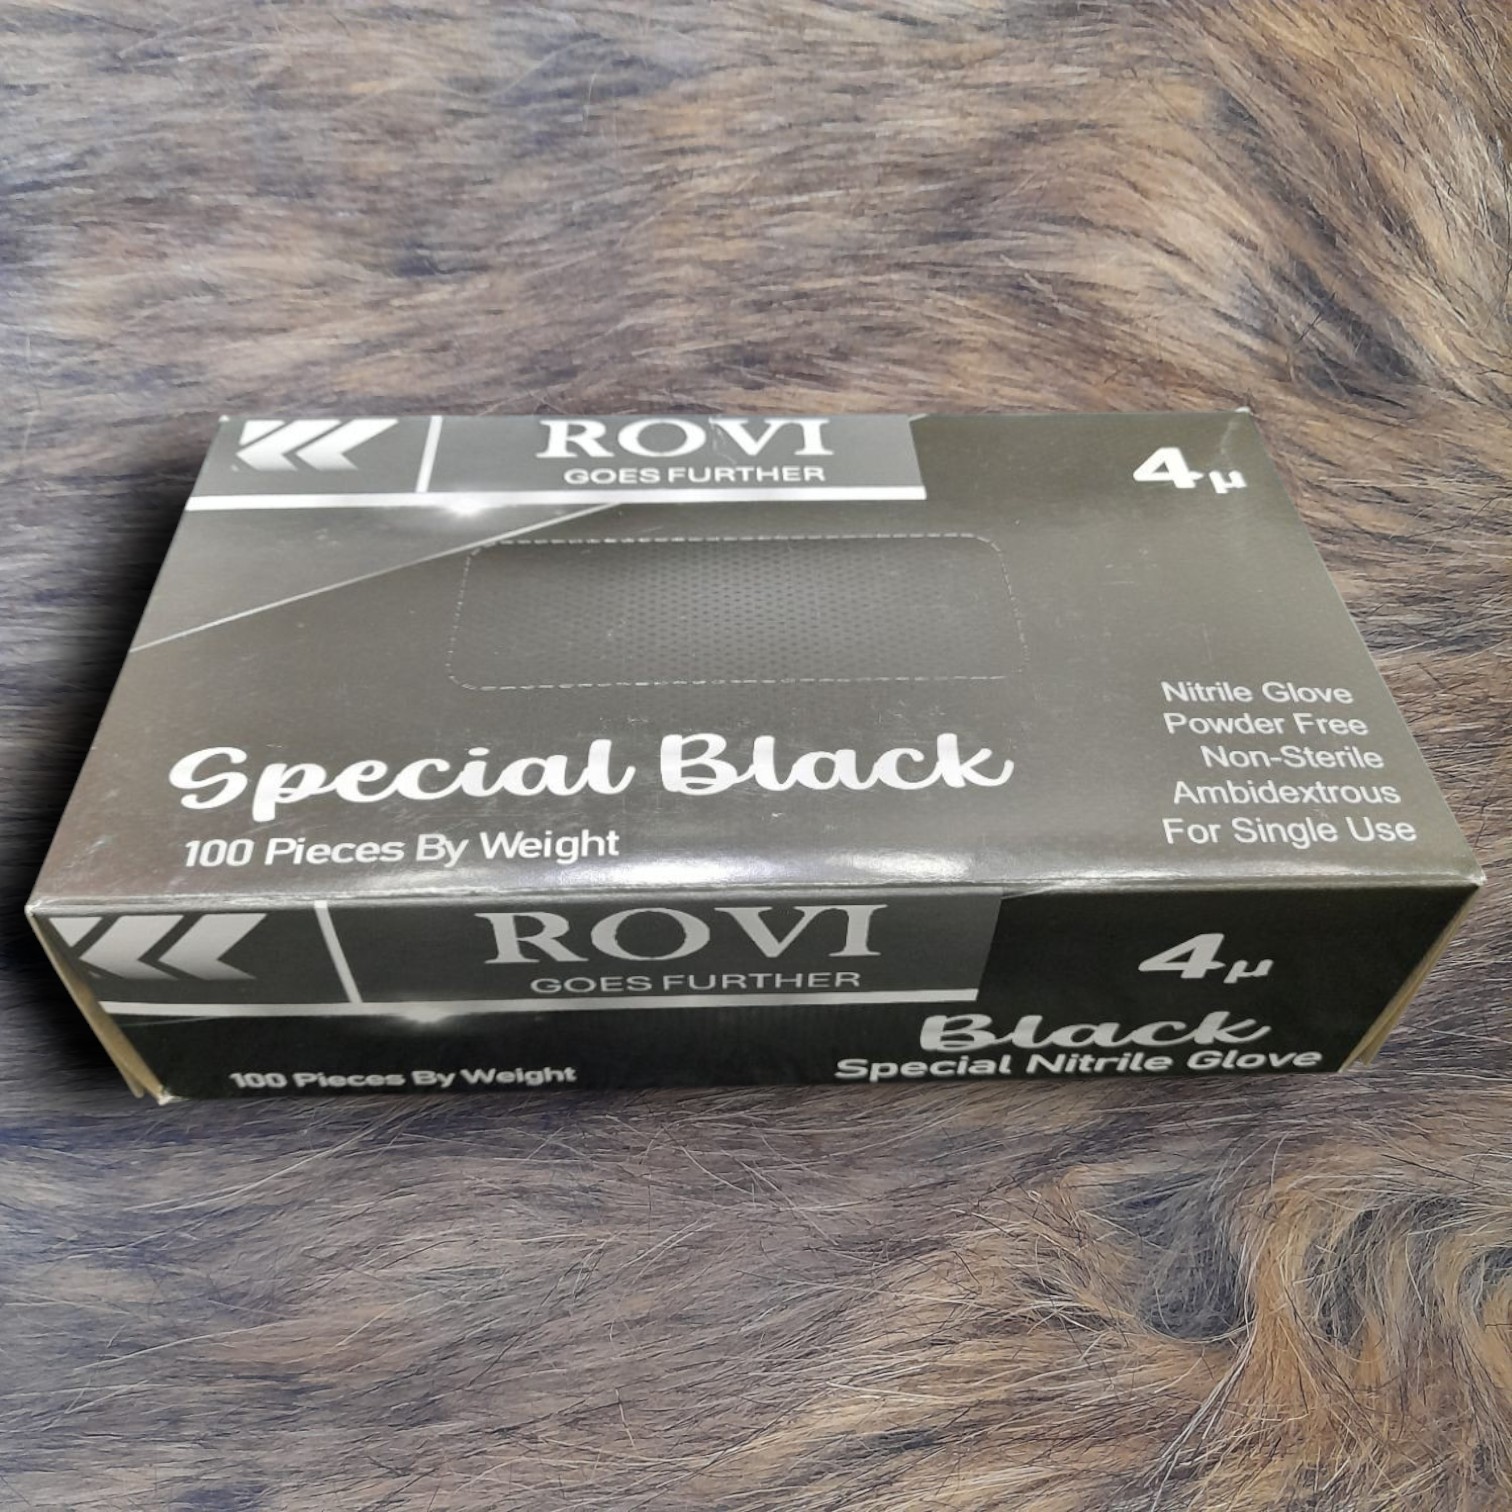 ROVI
GOES FURTHER
4µ
Special Black
100 Pieces By Weight
Nitrile Glove
Powder Free
Non-Sterile
Ambidextrous
For Single Use
ROVI
GOES FURTHER
4µ
Black
Special Nitrile Glove
100 Pieces By Weight